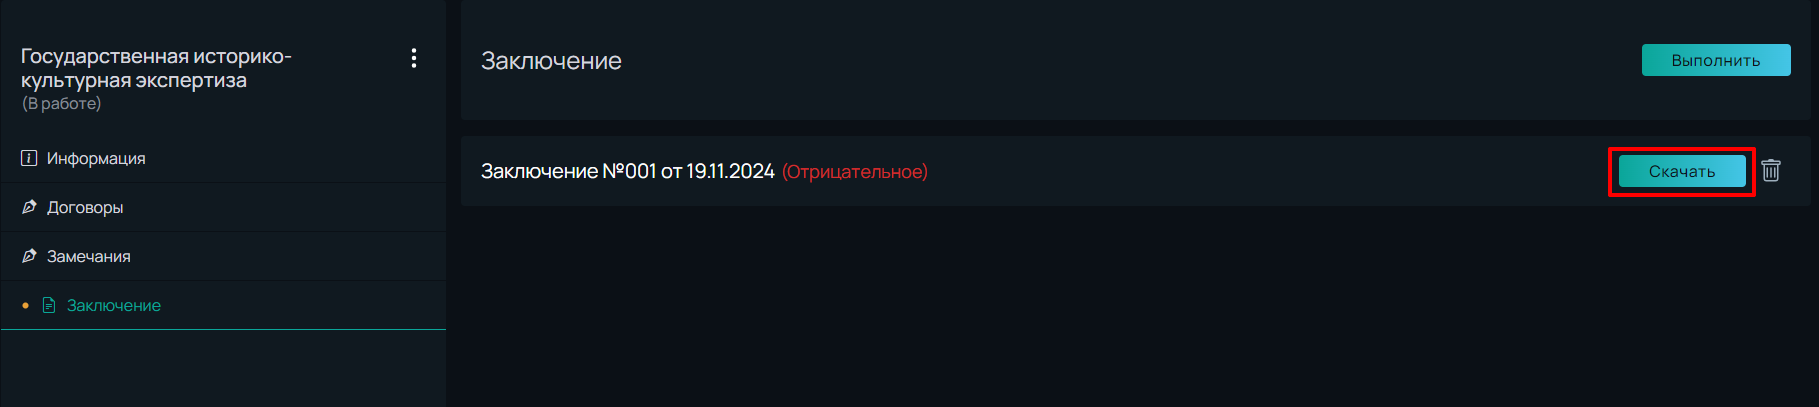 Государственная историко-
культурная экспертиза
(В работе)
Информация
Договоры
Замечания
Заключение
Заключение
Выполнить
Заключение №001 от 19.11.2024 (Отрицательное)
Скачать